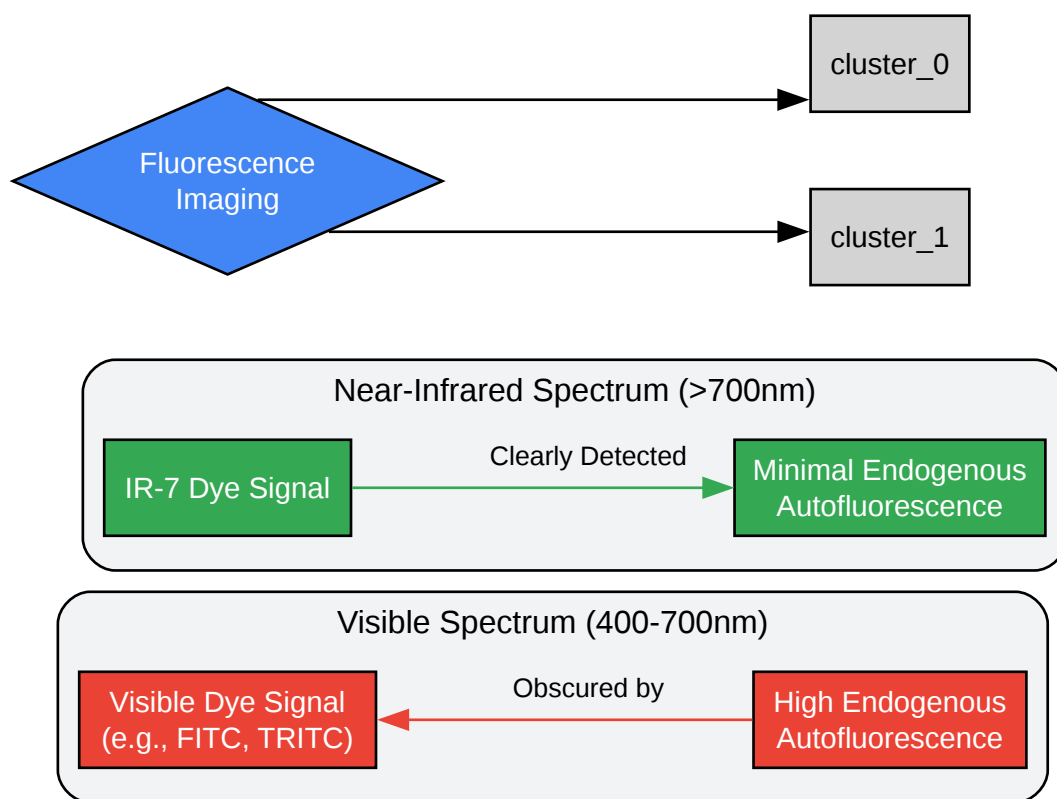 cluster_0
Fluorescence
Imaging
cluster_1
Near-Infrared Spectrum (>700nm)
Clearly Detected
IR-7 Dye Signal
Minimal Endogenous
Autofluorescence
Visible Spectrum (400-700nm)
Obscured by
Visible Dye Signal
(e.g., FITC, TRITC)
High Endogenous
Autofluorescence